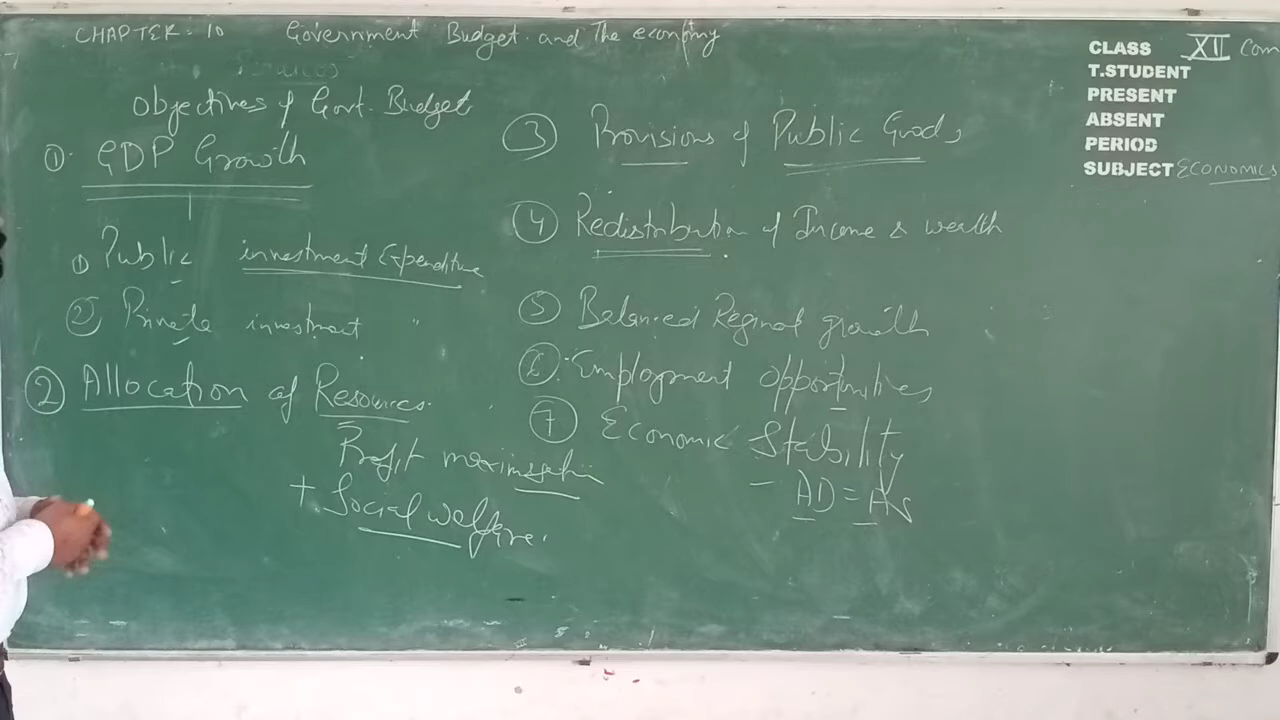 CHAPTER: 10 Government Budget and The economy
Objectives of Govt. Budget
① GDP Growth
① Public investment Expenditure
② Private investment "
② Allocation of Resources.
Profit maximisation
+ Social welfare.
③ Provisions of Public Goods
④ Redistribution of Income & wealth
⑤ Balanced Reginal growth
⑥ Employment opportunities
⑦ Economic Stability
- AD = AS
CLASS XII Com
T.STUDENT
PRESENT
ABSENT
PERIOD
SUBJECT ECONOMICS